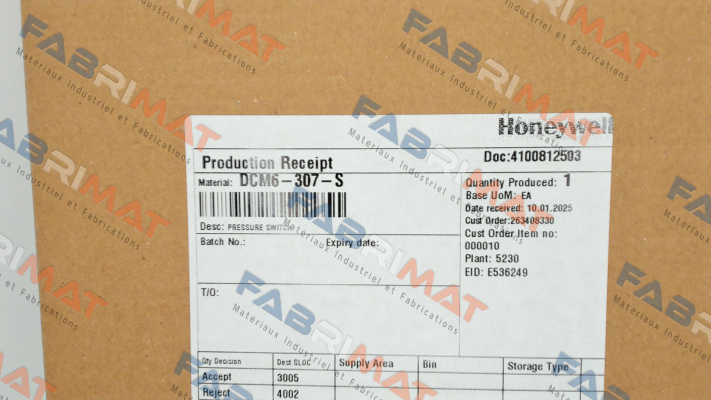 Honeywell
Production Receipt
Doc:4100812503
Material: DCM6-307-S
Desc: PRESSURE SWITCH
Batch No.:
Expiry date:
T/O:
Quantity Produced: 1
Base UoM: EA
Date received: 10.01.2025
Cust Order:263408330
Cust Order Item no:
000010
Plant: 5230
EID: E536249
Qty Decision
Dest SLOC
Supply Area
Bin
Storage Type
Accept
3005
Reject
4002
FABRIMAT
Matériaux Industriel et Fabrications